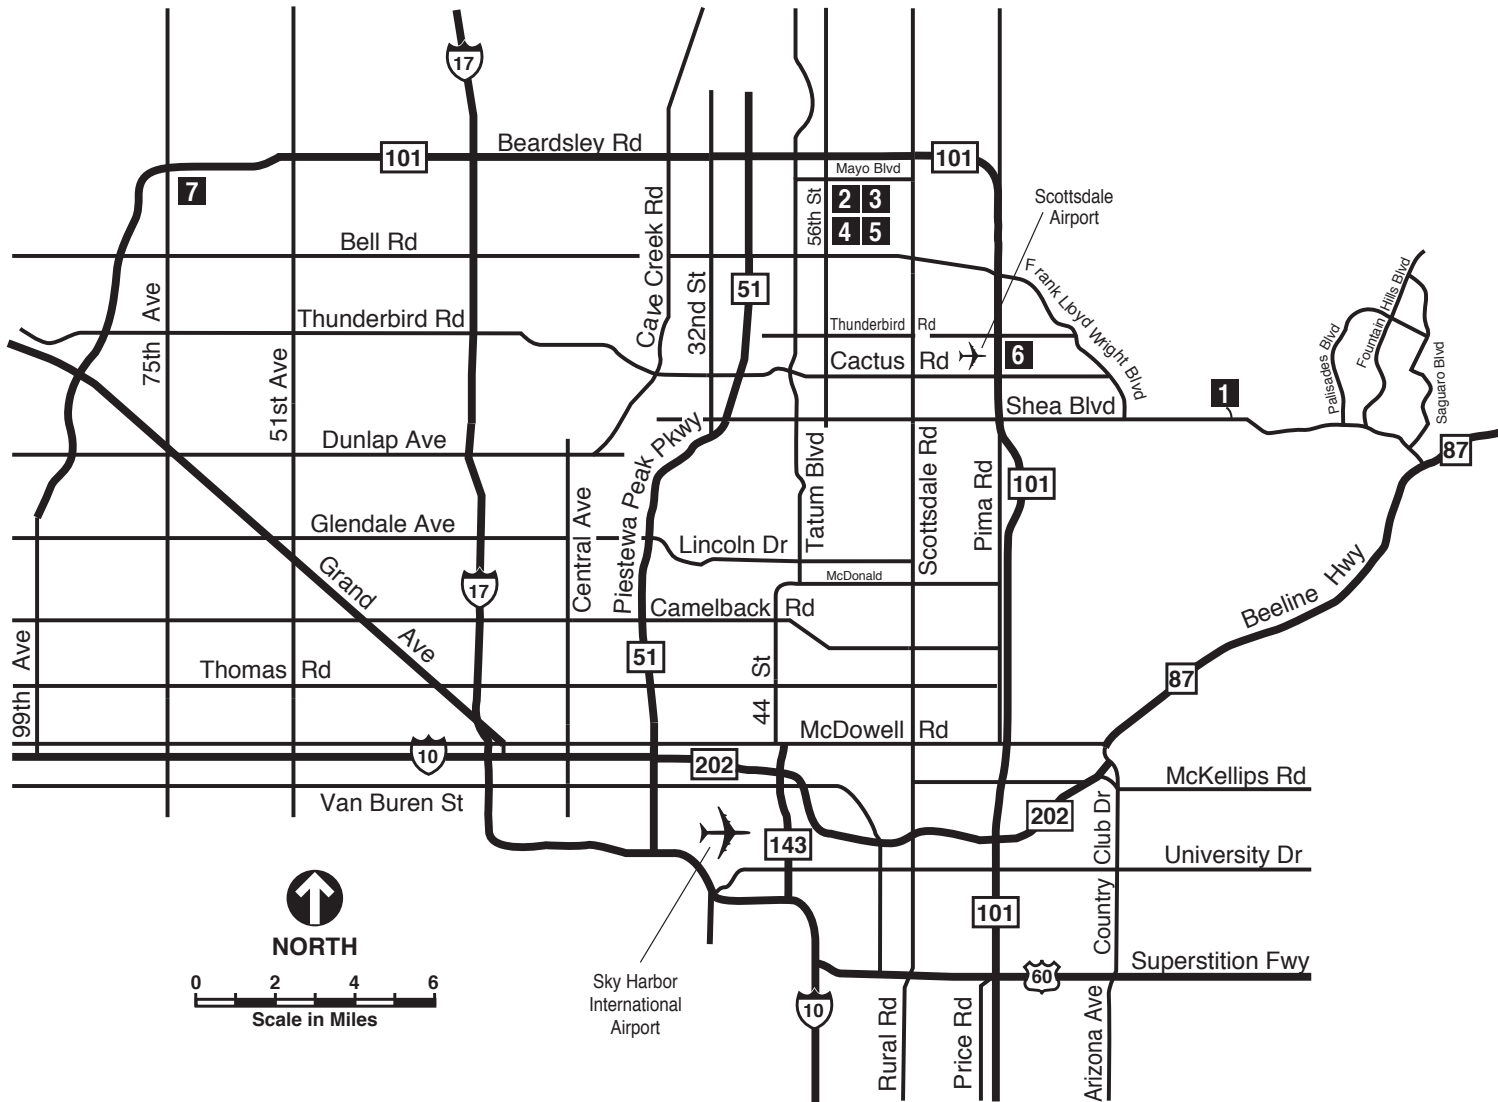 17
Beardsley Rd
101
101
Mayo Blvd
7
2
3
4
5
56th St
Scottsdale
Airport
Bell Rd
Cave Creek Rd
32nd St
51
Frank Lloyd Wright Blvd
75th Ave
Thunderbird Rd
Thunderbird Rd
51st Ave
Cactus Rd
6
Palisades Blvd
Fountain Hills Blvd
Saguaro Blvd
1
Shea Blvd
Dunlap Ave
Piestewa Peak Pkwy
Tatum Blvd
Scottsdale Rd
Pima Rd
101
87
Glendale Ave
Central Ave
Lincoln Dr
McDonald
17
Grand Ave
Camelback Rd
Beeline Hwy
99th Ave
Thomas Rd
51
44 St
87
McDowell Rd
10
202
Van Buren St
McKellips Rd
202
143
Country Club Dr
University Dr
NORTH
101
0 2 4 6
Scale in Miles
Sky Harbor
International
Airport
Superstition Fwy
60
10
Rural Rd
Price Rd
Arizona Ave